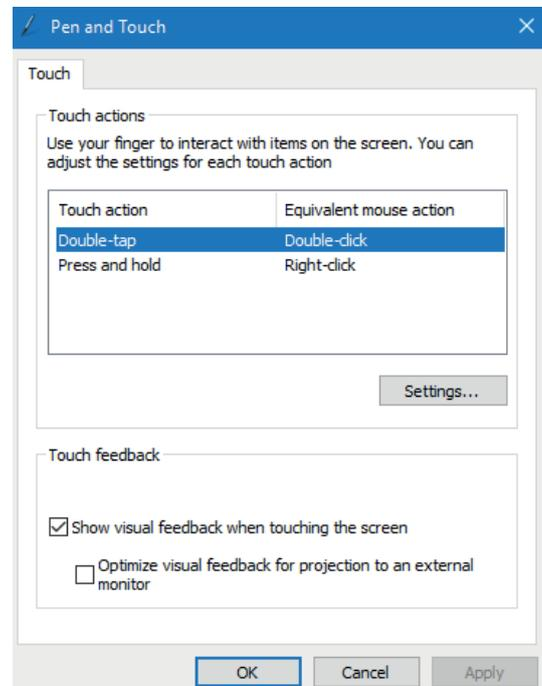 Pen and Touch
Touch
Touch actions
Use your finger to interact with items on the screen. You can
adjust the settings for each touch action
Touch action Equivalent mouse action
Double-tap Double-click
Press and hold Right-click
Settings...
Touch feedback
Show visual feedback when touching the screen
Optimize visual feedback for projection to an external
monitor
OK Cancel Apply